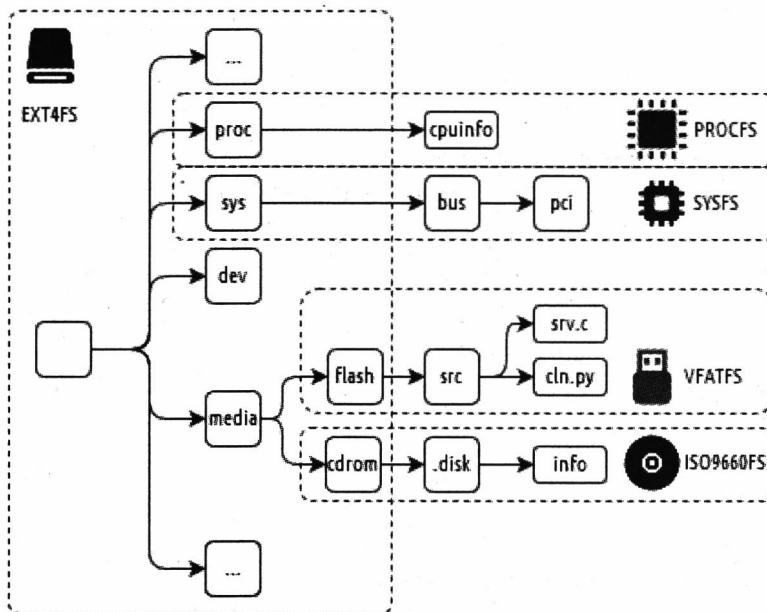 ...
EXT4FS
proc
cpuinfo
PROCFS
sys
bus
pci
SYSFS
dev
srv.c
flash
src
cln.py
VFATFS
media
cdrom
.disk
info
ISO9660FS
...